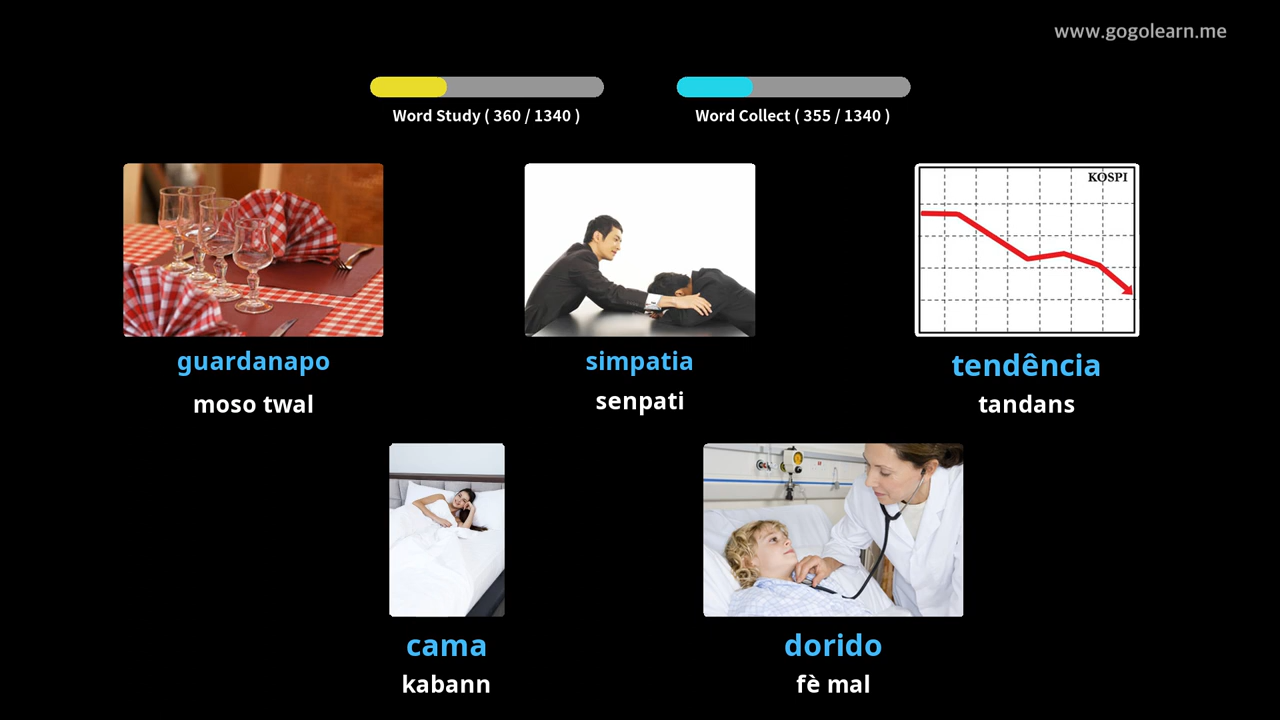 www.gogolearn.me
Word Study ( 360 / 1340 )
Word Collect ( 355 / 1340 )
KOSPI
guardanapo
moso twal
simpatia
senpati
tendência
tandans
cama
kabann
dorido
fè mal